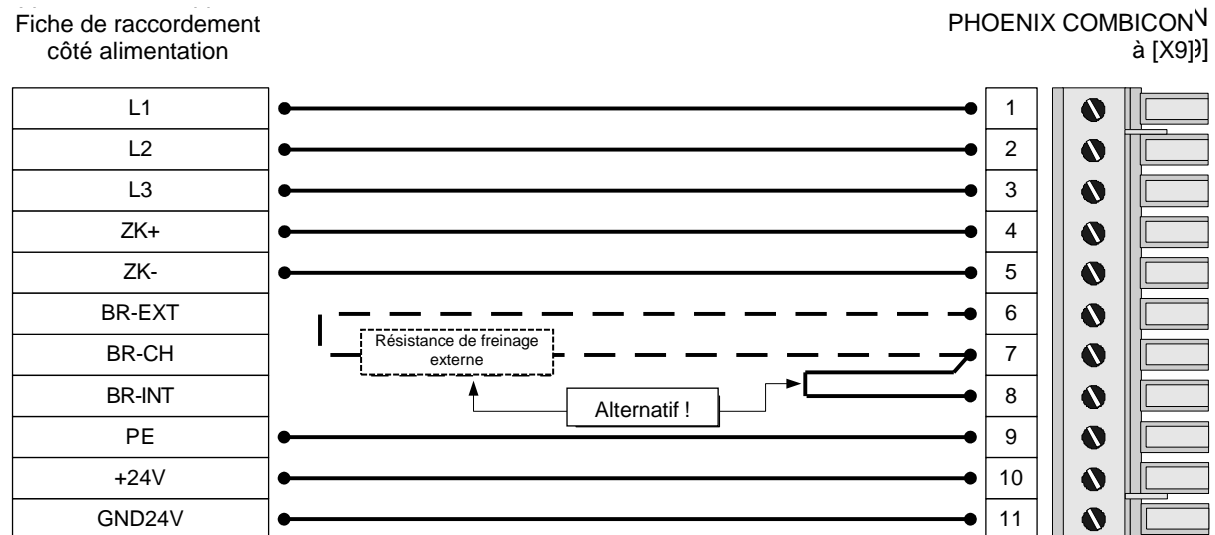 Fiche de raccordement
côté alimentation
PHOENIX COMBICON
à [X9]
L1
1
L2
2
L3
3
ZK+
4
ZK-
5
BR-EXT
6
BR-CH
Résistance de freinage
externe
7
BR-INT
Alternatif !
8
PE
9
+24V
10
GND24V
11